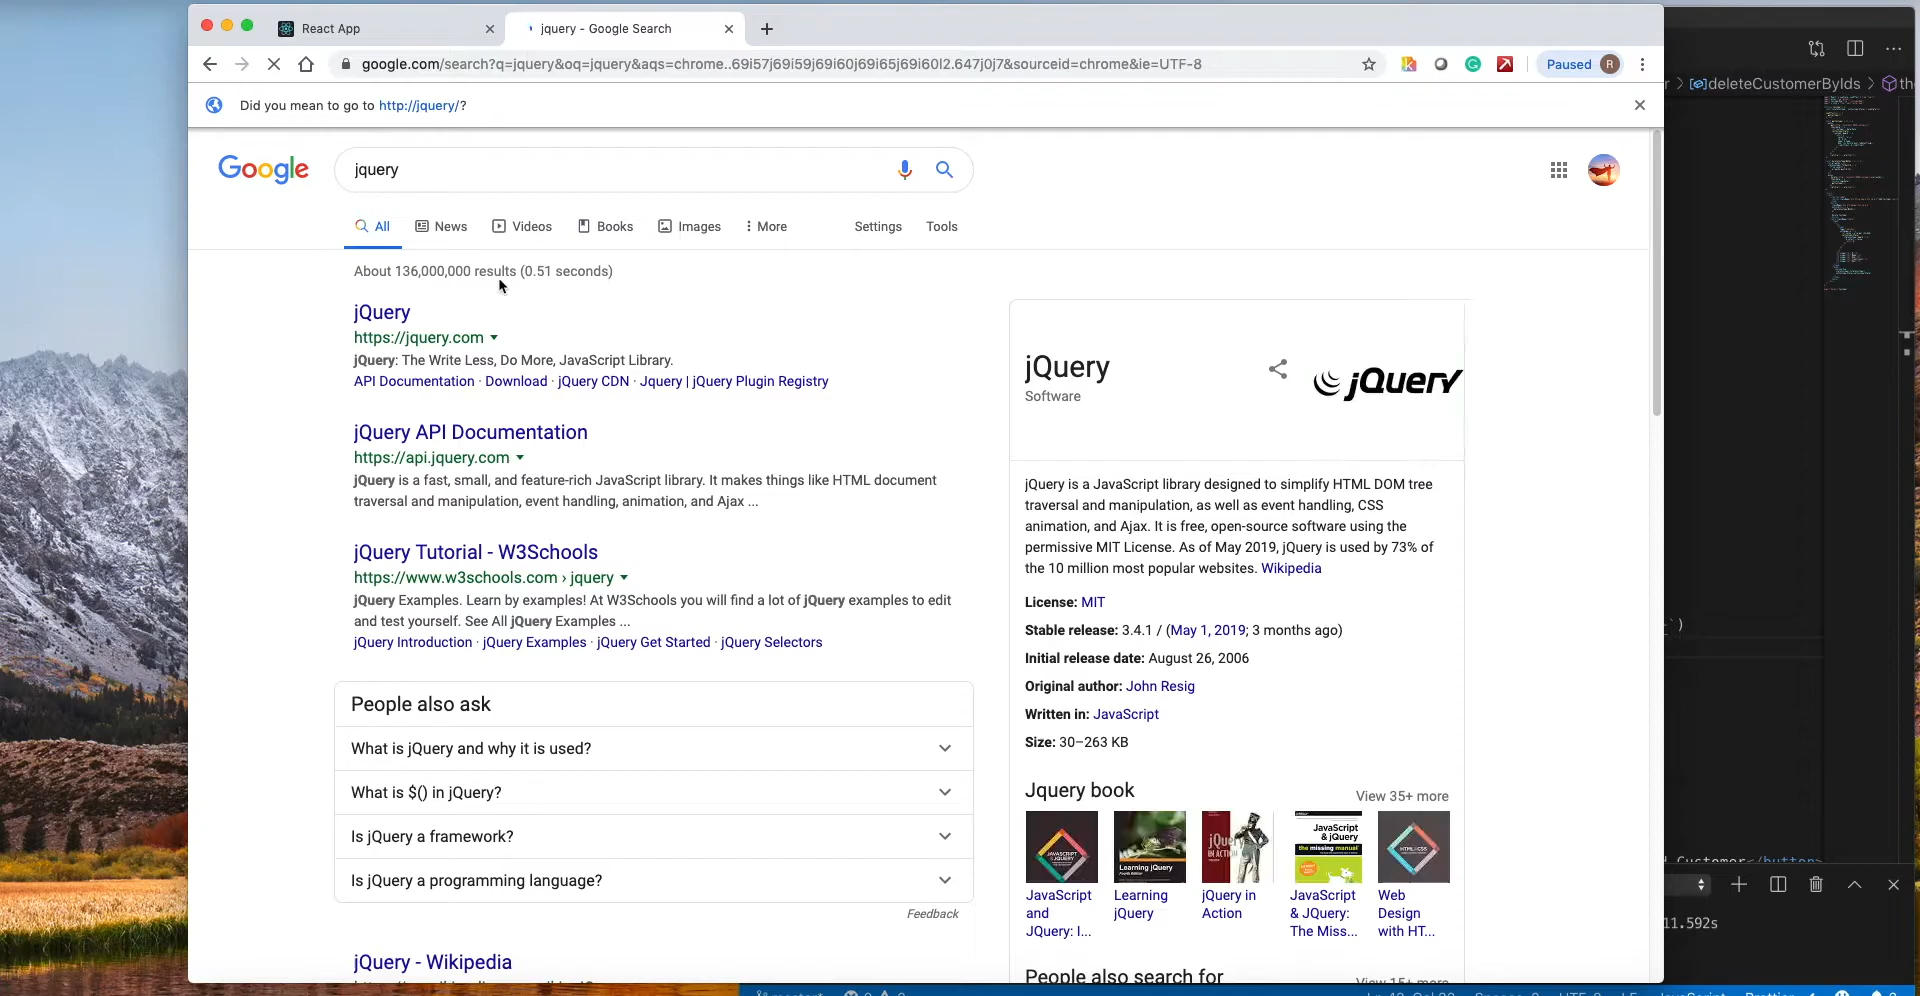 React App
jquery - Google Search
google.com/search?q=jquery&oq=jquery&aqs=chrome..69i57j69i59j69i60j69i65j69i60l2.647j0j7&sourceid=chrome&ie=UTF-8
Paused R
Did you mean to go to http://jquery/?
deleteCustomerByIds
Google
jquery
All News Videos Books Images More Settings Tools
About 136,000,000 results (0.51 seconds)
jQuery
https://jquery.com
jQuery: The Write Less, Do More, JavaScript Library.
API Documentation · Download · jQuery CDN · Jquery | jQuery Plugin Registry
jQuery API Documentation
https://api.jquery.com
jQuery is a fast, small, and feature-rich JavaScript library. It makes things like HTML document
traversal and manipulation, event handling, animation, and Ajax ...
jQuery Tutorial - W3Schools
https://www.w3schools.com › jquery
jQuery Examples. Learn by examples! At W3Schools you will find a lot of jQuery examples to edit
and test yourself. See All jQuery Examples ...
jQuery Introduction · jQuery Examples · jQuery Get Started · jQuery Selectors
People also ask
What is jQuery and why it is used?
What is $() in jQuery?
Is jQuery a framework?
Is jQuery a programming language?
Feedback
jQuery - Wikipedia
jQuery
Software
jQuery
jQuery is a JavaScript library designed to simplify HTML DOM tree
traversal and manipulation, as well as event handling, CSS
animation, and Ajax. It is free, open-source software using the
permissive MIT License. As of May 2019, jQuery is used by 73% of
the 10 million most popular websites. Wikipedia
License: MIT
Stable release: 3.4.1 / (May 1, 2019; 3 months ago)
Initial release date: August 26, 2006
Original author: John Resig
Written in: JavaScript
Size: 30–263 KB
Jquery book
View 35+ more
JavaScript
and
JQuery: I...
Learning
jQuery
jQuery in
Action
JavaScript
& JQuery:
The Miss...
Web
Design
with HT...
People also search for
View 15+ more
Customer</button>
11.592s